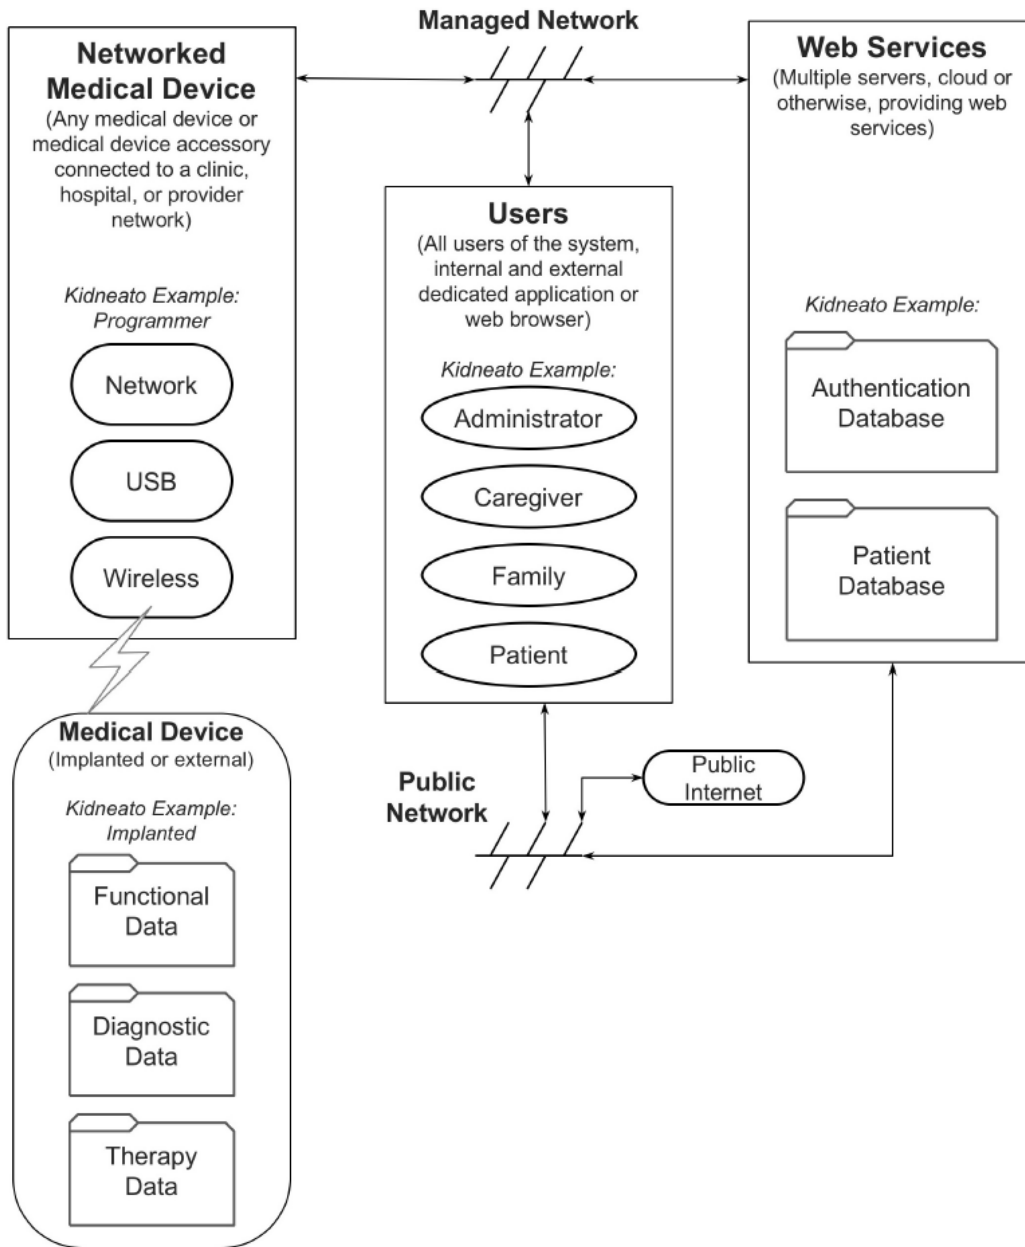 Managed Network
Networked
Medical Device
(Any medical device or
medical device accessory
connected to a clinic,
hospital, or provider
network)
Kidneato Example:
Programmer
Network
USB
Wireless
Medical Device
(Implanted or external)
Kidneato Example:
Implanted
Functional
Data
Diagnostic
Data
Therapy
Data
Users
(All users of the system,
internal and external
dedicated application or
web browser)
Kidneato Example:
Administrator
Caregiver
Family
Patient
Public
Network
Public
Internet
Web Services
(Multiple servers, cloud or
otherwise, providing web
services)
Kidneato Example:
Authentication
Database
Patient
Database